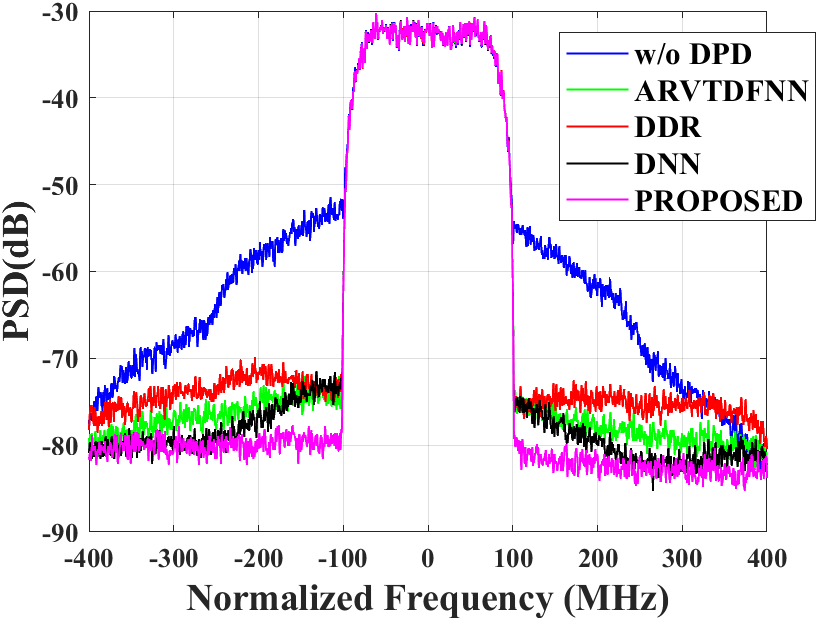 -30
-40
-50
-60
-70
-80
-90
PSD(dB)
w/o DPD
ARVTDFNN
DDR
DNN
PROPOSED
-400 -300 -200 -100 0 100 200 300 400
Normalized Frequency (MHz)